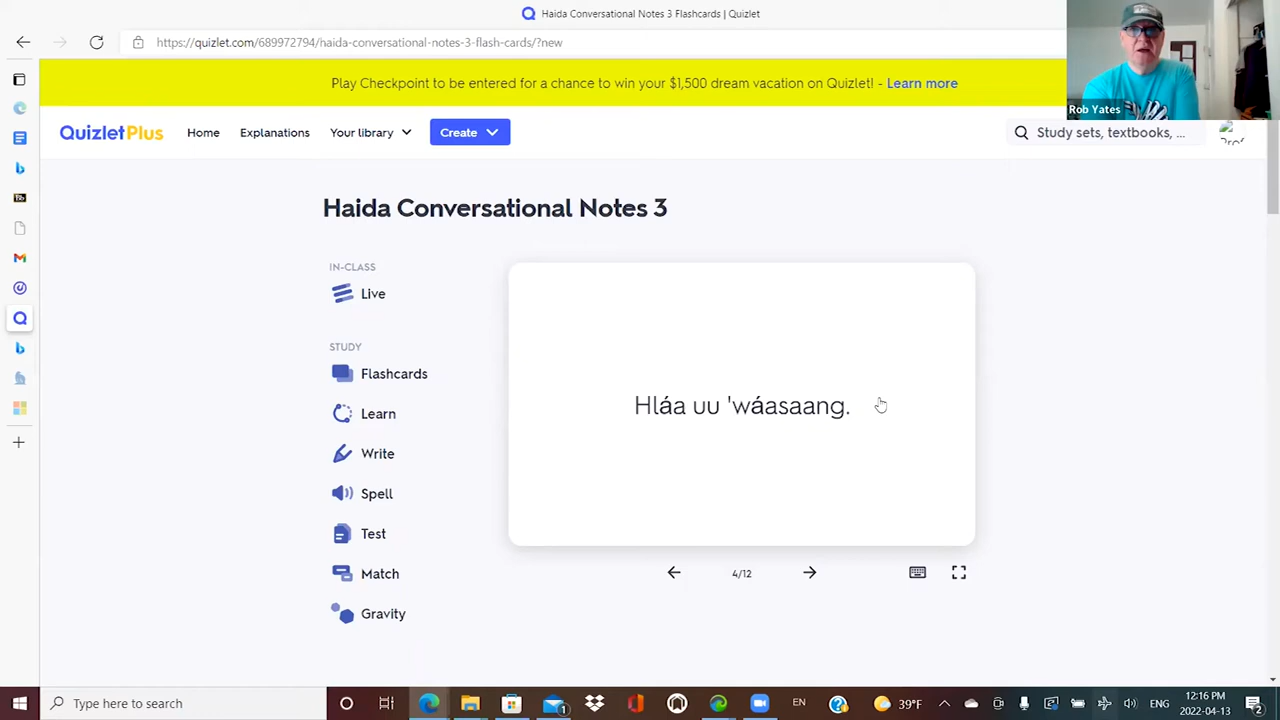 Haida Conversational Notes 3 Flashcards | Quizlet
https://quizlet.com/689972794/haida-conversational-notes-3-flash-cards/?new
Rob Yates
Play Checkpoint to be entered for a chance to win your $1,500 dream vacation on Quizlet! - Learn more
QuizletPlus Home Explanations Your library Create Study sets, textbooks, ...
Haida Conversational Notes 3
IN-CLASS
Live
STUDY
Flashcards
Learn
Write
Spell
Test
Match
Gravity
Hláa uu 'wáasaang.
4/12
Type here to search
EN
39°F
ENG
12:16 PM
2022-04-13